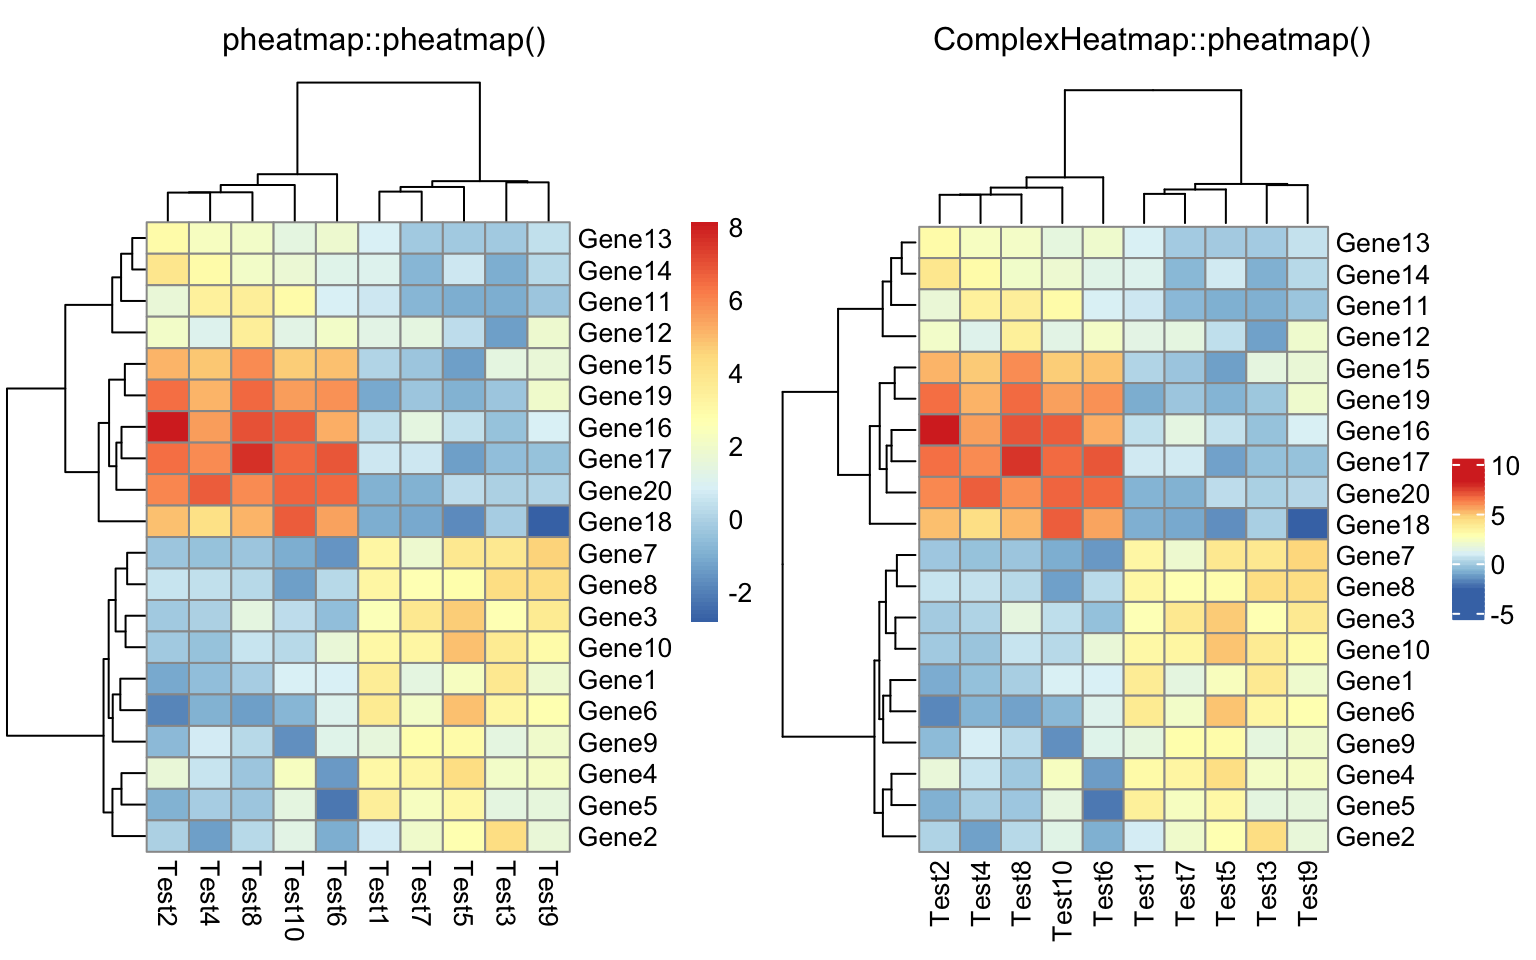 pheatmap::pheatmap()
Gene13
Gene14
Gene11
Gene12
Gene15
Gene19
Gene16
Gene17
Gene20
Gene18
Gene7
Gene8
Gene3
Gene10
Gene1
Gene6
Gene9
Gene4
Gene5
Gene2
Test2
Test4
Test8
Test10
Test6
Test1
Test7
Test5
Test3
Test9
8
6
4
2
0
-2
ComplexHeatmap::pheatmap()
Gene13
Gene14
Gene11
Gene12
Gene15
Gene19
Gene16
Gene17
Gene20
Gene18
Gene7
Gene8
Gene3
Gene10
Gene1
Gene6
Gene9
Gene4
Gene5
Gene2
Test2
Test4
Test8
Test10
Test6
Test1
Test7
Test5
Test3
Test9
10
5
0
-5